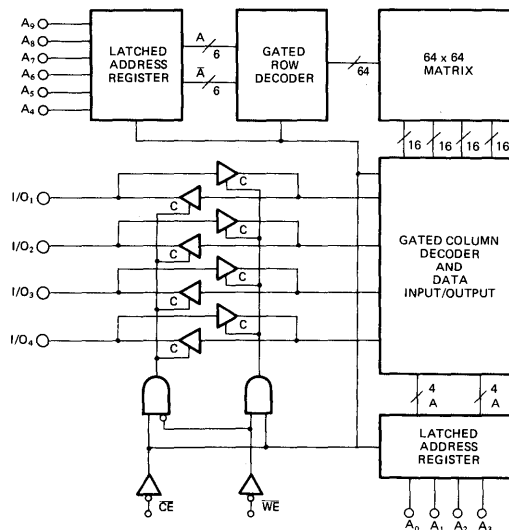 A9
A8
A7
A6
A5
A4
LATCHED
ADDRESS
REGISTER
A
6
A̅
6
GATED
ROW
DECODER
64
64 x 64
MATRIX
16
16
16
16
I/O1
C
C
I/O2
C
C
I/O3
C
C
I/O4
C
C
GATED COLUMN
DECODER
AND
DATA
INPUT/OUTPUT
4
A
4
A
LATCHED
ADDRESS
REGISTER
C̅E̅
W̅E̅
A0
A1
A2
A3